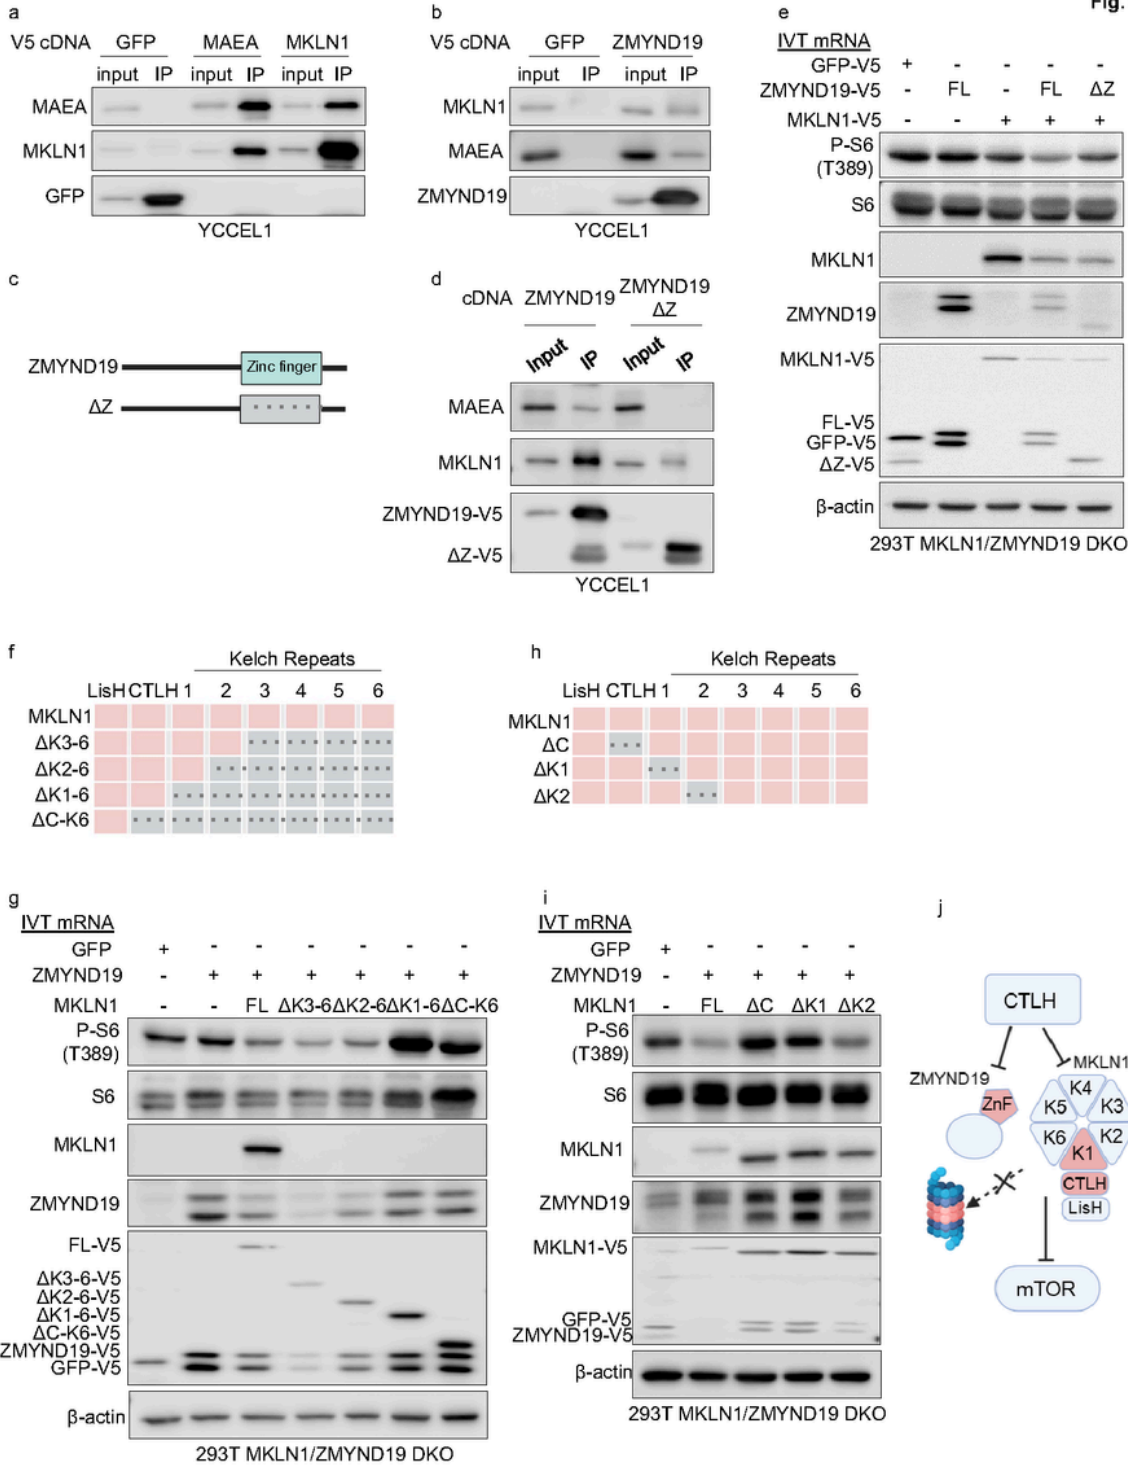 Fig.
a
V5 cDNA GFP MAEA MKLN1
input IP input IP input IP
MAEA
MKLN1
GFP
YCCEL1
b
V5 cDNA GFP ZMYND19
input IP input IP
MKLN1
MAEA
ZMYND19
YCCEL1
c
ZMYND19 Zinc finger
ΔZ
d
cDNA ZMYND19 ZMYND19
ΔZ
Input IP Input IP
MAEA
MKLN1
ZMYND19-V5
ΔZ-V5
YCCEL1
e
IVT mRNA
GFP-V5 + - - - -
ZMYND19-V5 - FL - FL ΔZ
MKLN1-V5 - - + + +
P-S6
(T389)
S6
MKLN1
ZMYND19
MKLN1-V5
FL-V5
GFP-V5
ΔZ-V5
β-actin
293T MKLN1/ZMYND19 DKO
f
Kelch Repeats
LisH CTLH 1 2 3 4 5 6
MKLN1
ΔK3-6
ΔK2-6
ΔK1-6
ΔC-K6
h
Kelch Repeats
LisH CTLH 1 2 3 4 5 6
MKLN1
ΔC
ΔK1
ΔK2
g
IVT mRNA
GFP + - - - - - -
ZMYND19 - + + + + + +
MKLN1 - - FL ΔK3-6 ΔK2-6 ΔK1-6 ΔC-K6
P-S6
(T389)
S6
MKLN1
ZMYND19
FL-V5
ΔK3-6-V5
ΔK2-6-V5
ΔK1-6-V5
ΔC-K6-V5
ZMYND19-V5
GFP-V5
β-actin
293T MKLN1/ZMYND19 DKO
i
IVT mRNA
GFP + - - - -
ZMYND19 - + + + +
MKLN1 - FL ΔC ΔK1 ΔK2
P-S6
(T389)
S6
MKLN1
ZMYND19
MKLN1-V5
GFP-V5
ZMYND19-V5
β-actin
293T MKLN1/ZMYND19 DKO
j
CTLH
ZMYND19
ZnF
MKLN1
K4
K5 K3
K6 K2
K1
CTLH
LisH
mTOR